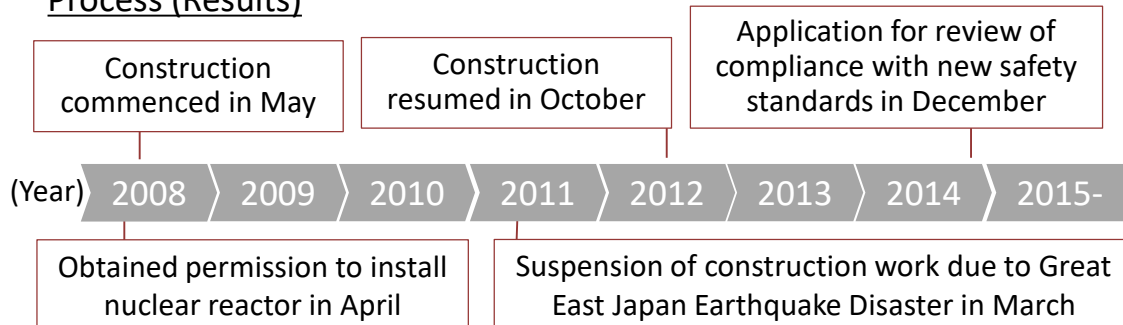 Process (Results)
Construction
commenced in May
Construction
resumed in October
Application for review of
compliance with new safety
standards in December
(Year) 2008 2009 2010 2011 2012 2013 2014 2015-
Obtained permission to install
nuclear reactor in April
Suspension of construction work due to Great
East Japan Earthquake Disaster in March